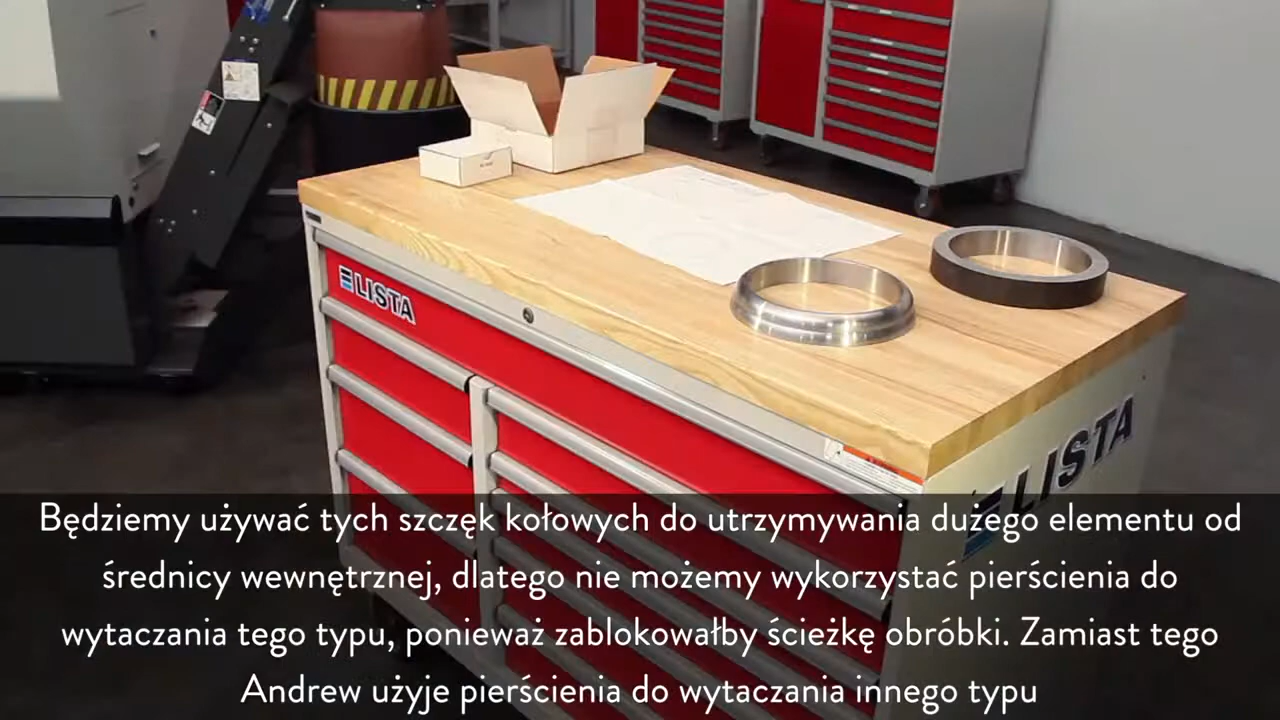 LISTA
LISTA
Będziemy używać tych szczęk kołowych do utrzymywania dużego elementu od
średnicy wewnętrznej, dlatego nie możemy wykorzystać pierścienia do
wytaczania tego typu, ponieważ zablokowałby ścieżkę obróbki. Zamiast tego
Andrew użyje pierścienia do wytaczania innego typu